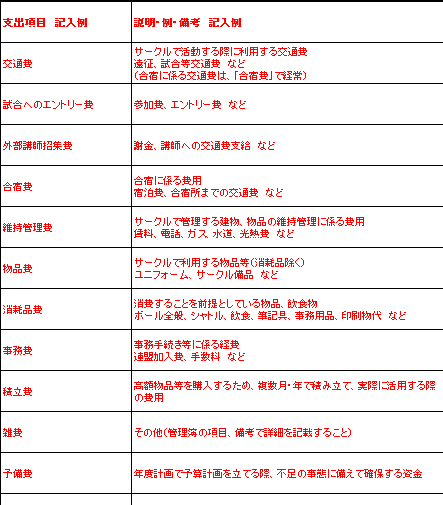 支出項目　記入例
説明・例・備考　記入例
交通費
サークルで活動する際に利用する交通費
遠征、試合等交通費　など
（合宿に係る交通費は、「合宿費」で経常）
試合へのエントリー費
参加費、エントリー費　など
外部講師招集費
謝金、講師への交通費支給　など
合宿費
合宿に係る費用
宿泊費、合宿所までの交通費　など
維持管理費
サークルで管理する建物、物品の維持管理に係る費用
賃料、電話、ガス、水道、光熱費　など
物品費
サークルで利用する物品等（消耗品除く）
ユニフォーム、サークル備品　など
消耗品費
消費することを前提としている物品、飲食物
ボール全般、シャトル、飲食、筆記具、事務用品、印刷物代　など
事務費
事務手続き等に係る経費
連盟加入費、手数料　など
積立費
高額物品等を購入するため、複数月・年で積み立て、実際に活用する際
の費用
雑費
その他（管理簿の項目、備考で詳細を記載すること）
予備費
年度計画で予算計画を立てる際、不足の事態に備えて確保する資金